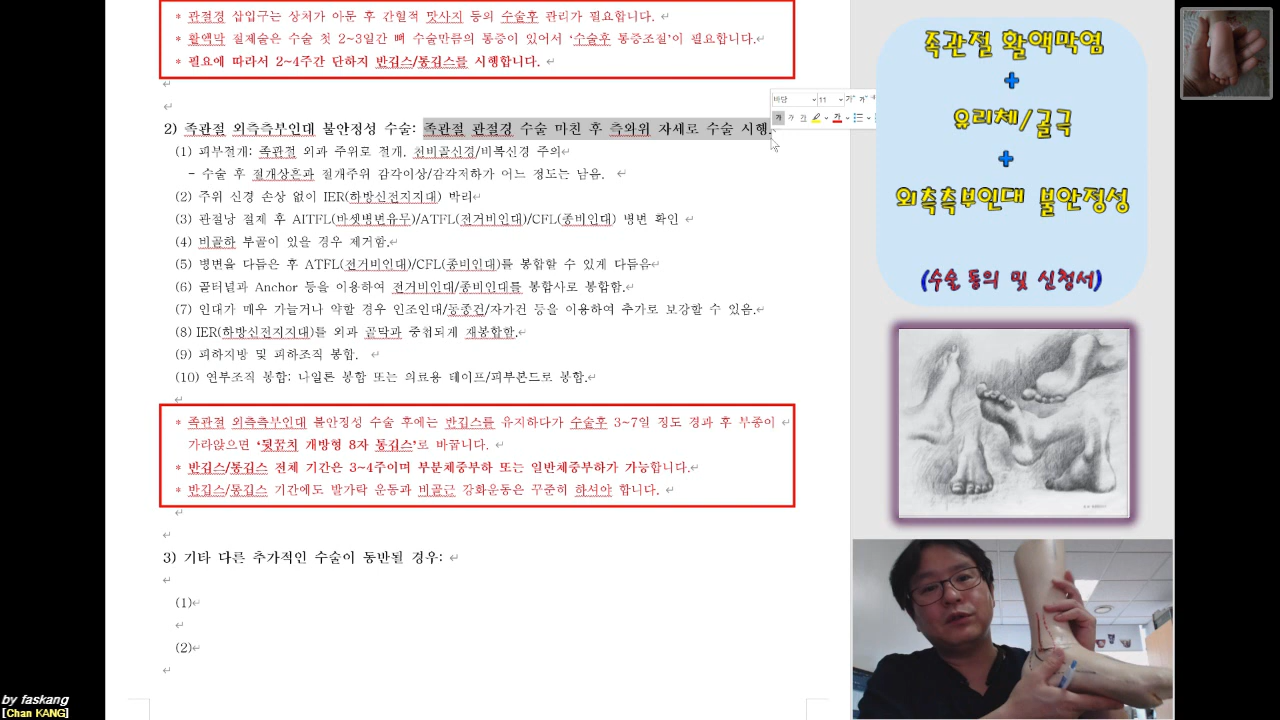 * 관절경 삽입구는 상처가 아문 후 간헐적 맛사지 등의 수술후 관리가 필요합니다.
* 활액막 절제술은 수술 첫 2~3일간 뼈 수술만큼의 통증이 있어서 ‘수술후 통증조절’이 필요합니다.
* 필요에 따라서 2~4주간 단하지 반깁스/통깁스를 시행합니다.
바탕 11
2) 족관절 외측측부인대 불안정성 수술: 족관절 관절경 수술 마친 후 측와위 자세로 수술 시행.
(1) 피부절개: 족관절 외과 주위로 절개. 천비골신경/비복신경 주의
- 수술 후 절개상흔과 절개주위 감각이상/감각저하가 어느 정도는 남음.
(2) 주위 신경 손상 없이 IER(하방신전지지대) 박리
(3) 관절낭 절제 후 AITFL(바셋병변유무)/ATFL(전거비인대)/CFL(종비인대) 병변 확인
(4) 비골하 부골이 있을 경우 제거함.
(5) 병변을 다듬은 후 ATFL(전거비인대)/CFL(종비인대)를 봉합할 수 있게 다듬음
(6) 골터널과 Anchor 등을 이용하여 전거비인대/종비인대를 봉합사로 봉합함.
(7) 인대가 매우 가늘거나 약할 경우 인조인대/동종건/자가건 등을 이용하여 추가로 보강할 수 있음.
(8) IER(하방신전지지대)를 외과 골막과 중첩되게 재봉합함.
(9) 피하지방 및 피하조직 봉합.
(10) 연부조직 봉합: 나일론 봉합 또는 의료용 테이프/피부본드로 봉합.
* 족관절 외측측부인대 불안정성 수술 후에는 반깁스를 유지하다가 수술후 3~7일 정도 경과 후 부종이
가라앉으면 ‘뒷꿈치 개방형 8자 통깁스’로 바꿉니다.
* 반깁스/통깁스 전체 기간은 3~4주이며 부분체중부하 또는 일반체중부하가 가능합니다.
* 반깁스/통깁스 기간에도 발가락 운동과 비골근 강화운동은 꾸준히 하셔야 합니다.
3) 기타 다른 추가적인 수술이 동반될 경우:
(1)
(2)
족관절 활액막염
+
유리체/골극
+
외측측부인대 불안정성
(수술 동의 및 신청서)
by faskang
[Chan KANG]